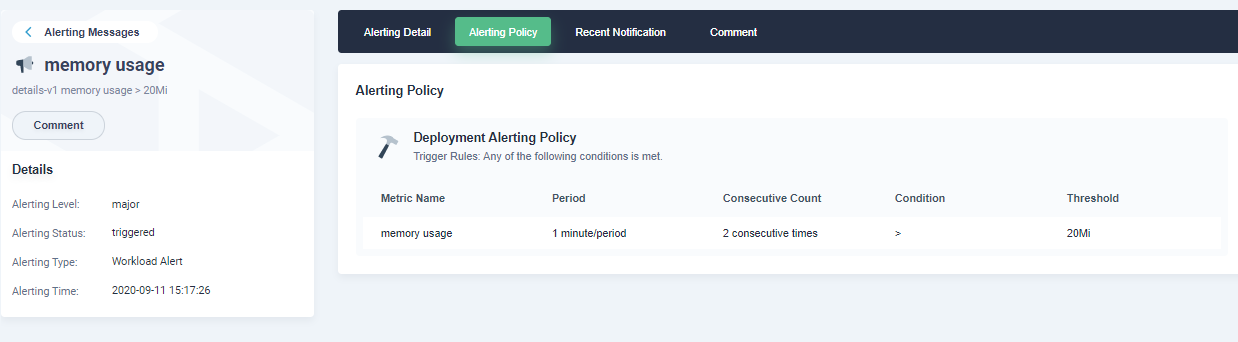 Alerting Messages
memory usage
details-v1 memory usage > 20Mi
Comment
Details
Alerting Level: major
Alerting Status: triggered
Alerting Type: Workload Alert
Alerting Time: 2020-09-11 15:17:26
Alerting Detail Alerting Policy Recent Notification Comment
Alerting Policy
Deployment Alerting Policy
Trigger Rules: Any of the following conditions is met.
Metric Name Period Consecutive Count Condition Threshold
memory usage 1 minute/period 2 consecutive times > 20Mi